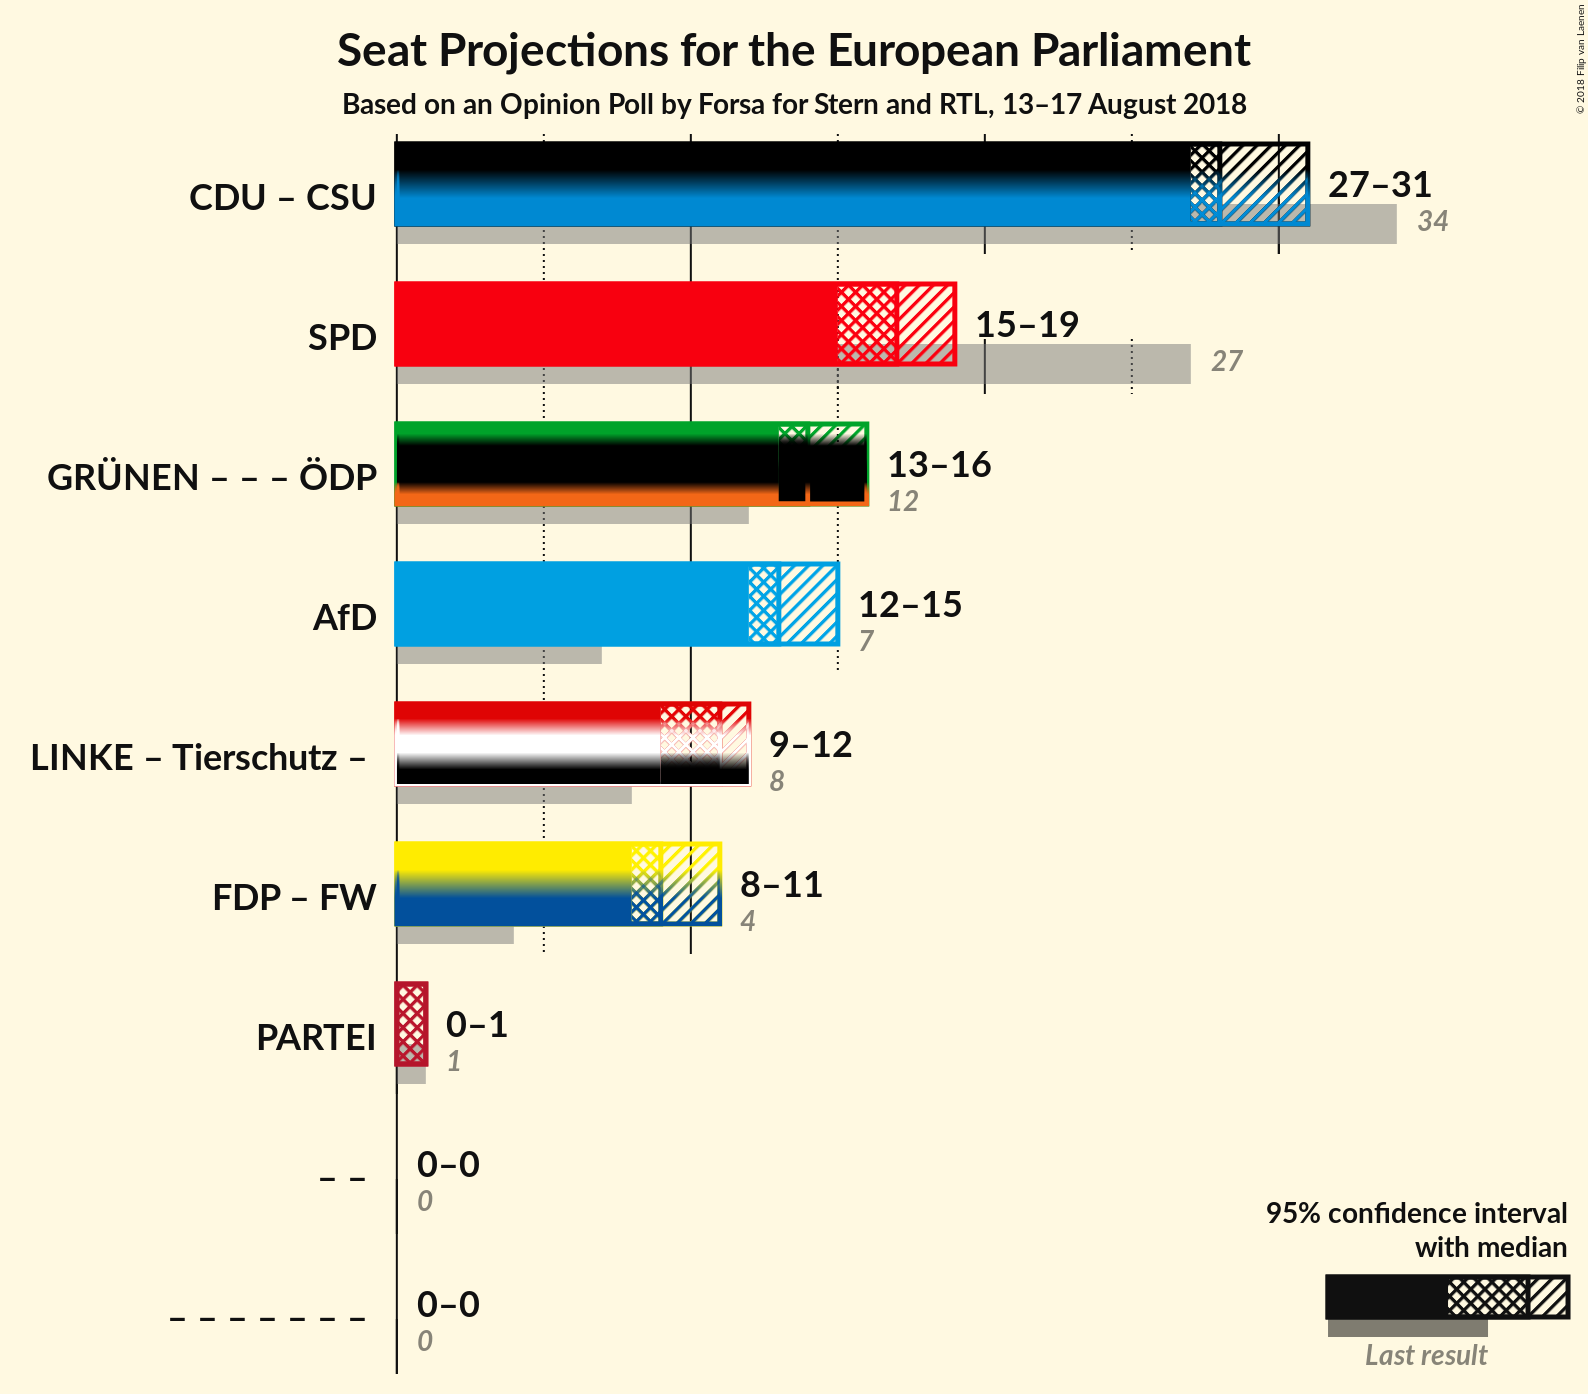 Seat Projections for the European Parliament
Based on an Opinion Poll by Forsa for Stern and RTL, 13–17 August 2018
© 2018 Filip van Laenen
CDU – CSU
27–31
34
SPD
15–19
27
GRÜNEN – – – ÖDP
13–16
12
AfD
12–15
7
LINKE – Tierschutz –
9–12
8
FDP – FW
8–11
4
PARTEI
0–1
1
– –
0–0
0
– – – – – – –
0–0
0
95% confidence interval
with median
Last result